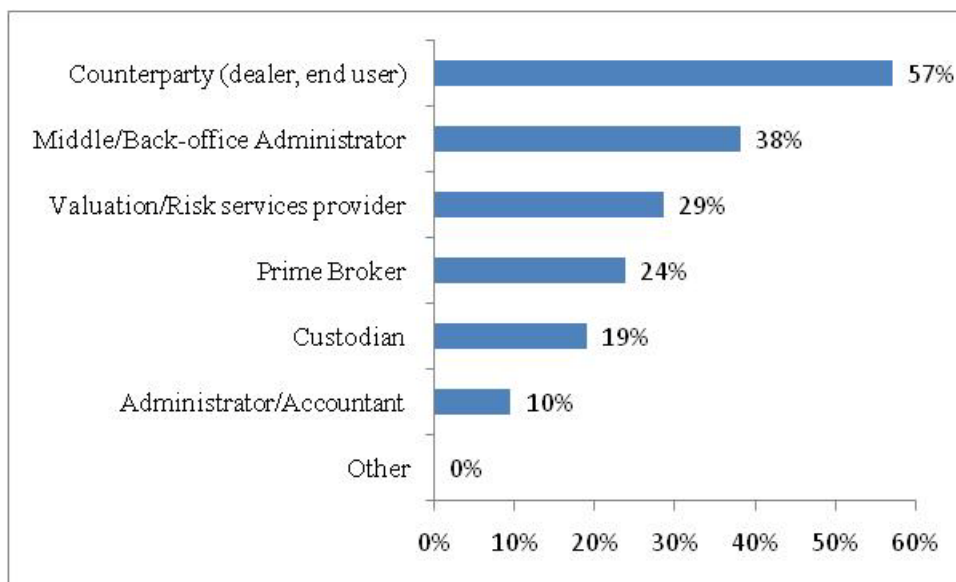 Counterparty (dealer, end user) 57%
Middle/Back-office Administrator 38%
Valuation/Risk services provider 29%
Prime Broker 24%
Custodian 19%
Administrator/Accountant 10%
Other 0%
0% 10% 20% 30% 40% 50% 60%